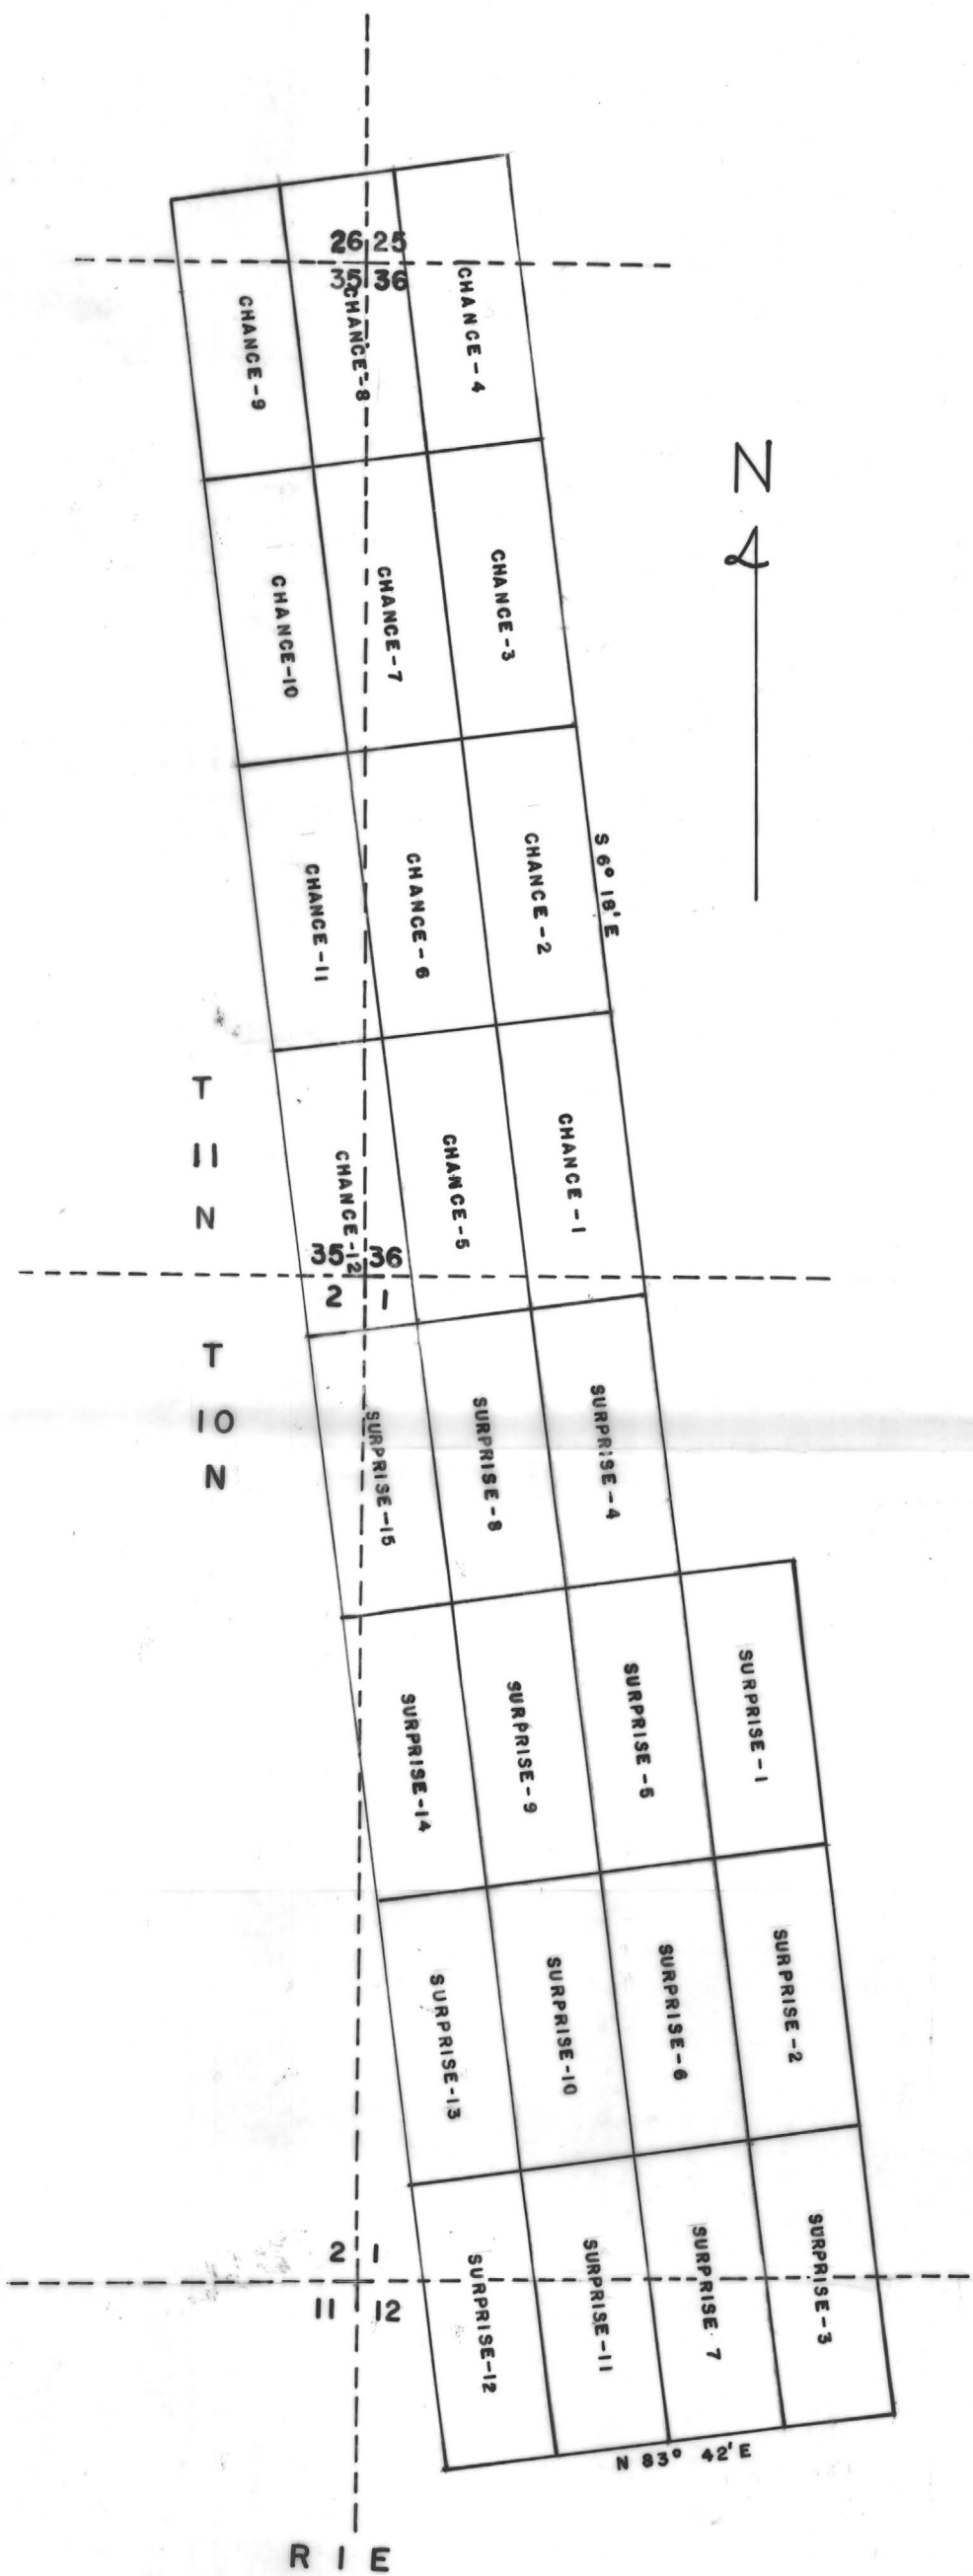 26 25
35 36
CHANCE-9
CHANCE-8
CHANCE-4
N
CHANCE-10
CHANCE-7
CHANCE-3
S 6° 18' E
CHANCE-11
CHANCE-6
CHANCE-2
T
11
N
CHANCE-12
CHANCE-5
CHANCE-1
35 36
2 1
T
10
N
SURPRISE-15
SURPRISE-8
SURPRISE-4
SURPRISE-14
SURPRISE-9
SURPRISE-5
SURPRISE-1
SURPRISE-13
SURPRISE-10
SURPRISE-6
SURPRISE-2
2 1
11 12
SURPRISE-12
SURPRISE-11
SURPRISE-7
SURPRISE-3
N 83° 42' E
R 1 E